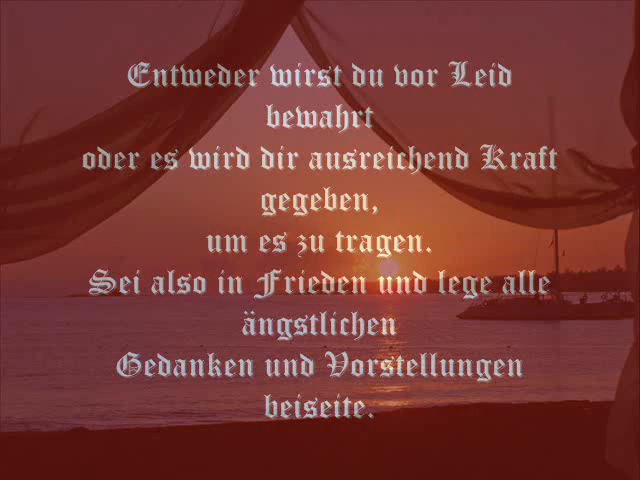 Entweder wirst du vor Leid
bewahrt
oder es wird dir ausreichend Kraft
gegeben,
um es zu tragen.
Sei also in Frieden und lege alle
ängstlichen
Gedanken und Vorstellungen
beiseite.